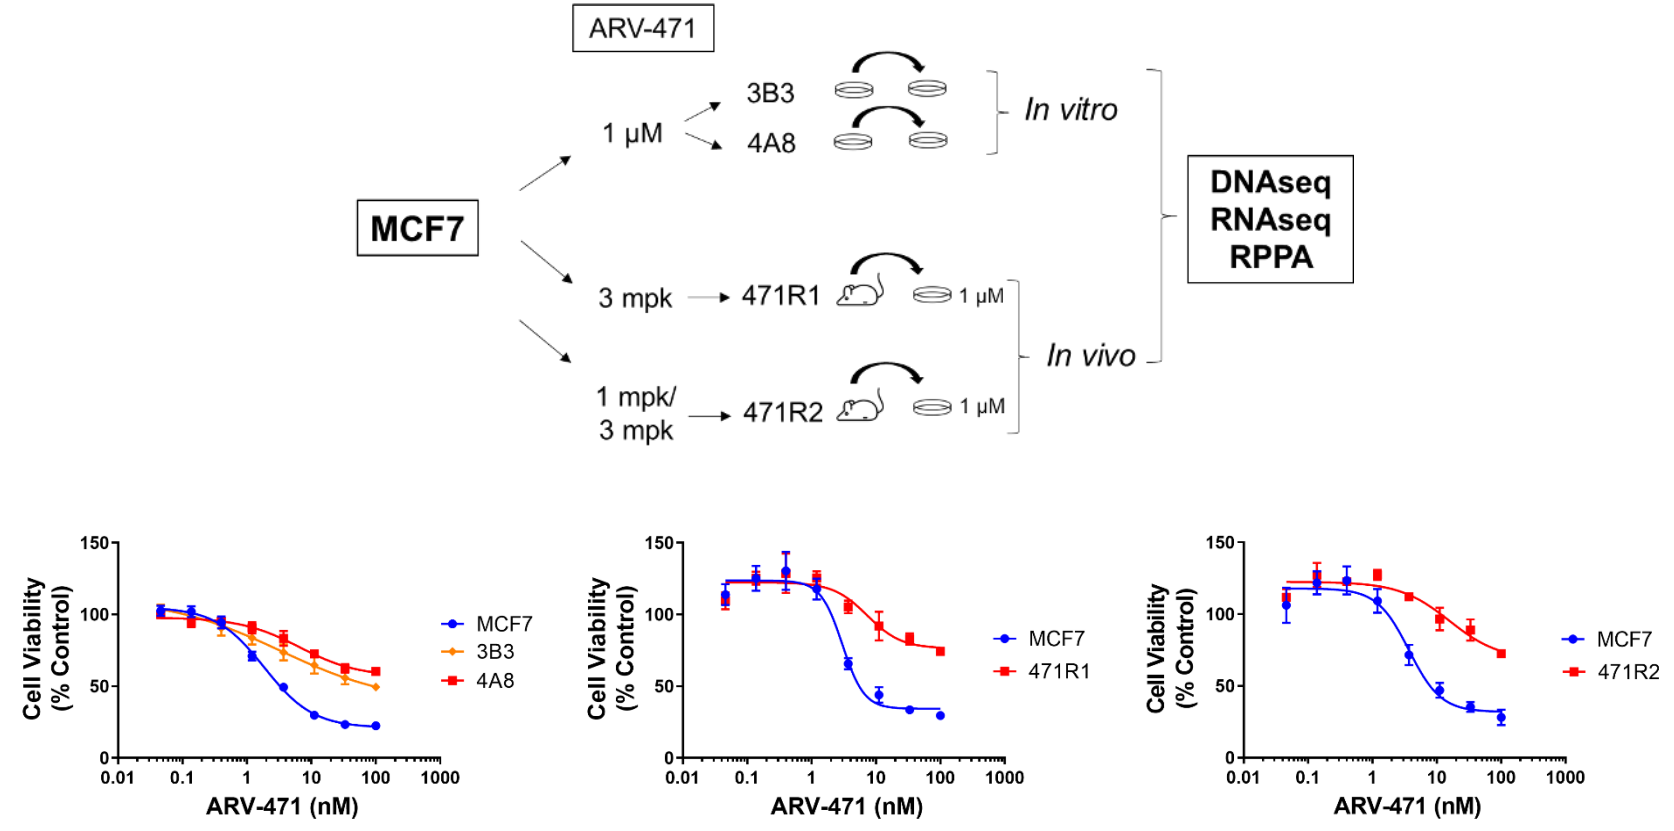 ARV-471
3B3
1 µM
4A8
In vitro
MCF7
DNAseq
RNAseq
RPPA
3 mpk
471R1
1 µM
In vivo
1 mpk/
3 mpk
471R2
1 µM
Cell Viability
(% Control)
150
100
50
0
0.01
0.1
1
10
100
1000
ARV-471 (nM)
MCF7
3B3
4A8
Cell Viability
(% Control)
150
100
50
0
0.01
0.1
1
10
100
1000
ARV-471 (nM)
MCF7
471R1
Cell Viability
(% Control)
150
100
50
0
0.01
0.1
1
10
100
1000
ARV-471 (nM)
MCF7
471R2